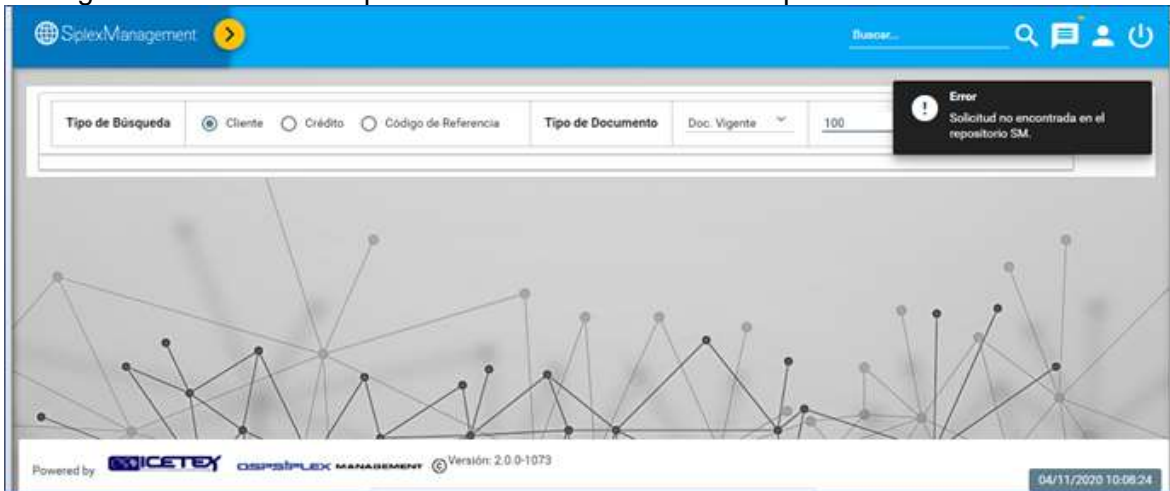 SiplexManagement
Buscar...
Error
Solicitud no encontrada en el
repositorio SM.
Tipo de Búsqueda Cliente Crédito Código de Referencia Tipo de Documento Doc. Vigente 100
Powered by ICETEX OSPSIPLEX MANAGEMENT © Versión: 2.0.0-1073
04/11/2020 10:08:24